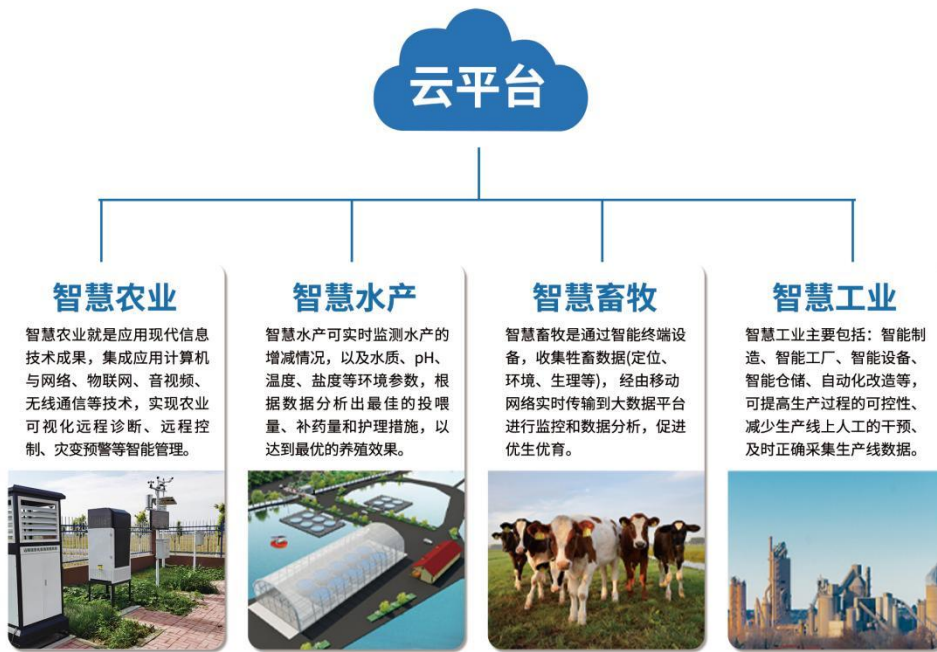 云平台
智慧农业
智慧农业就是应用现代信息
技术成果，集成应用计算机
与网络、物联网、音视频、
无线通信等技术，实现农业
可视化远程诊断、远程控
制、灾变预警等智能管理。
智慧水产
智慧水产可实时监测水产的
增减情况，以及水质、pH、
温度、盐度等环境参数，根
据数据分析出最佳的投喂
量、补药量和护理措施，以
达到最优的养殖效果。
智慧畜牧
智慧畜牧是通过智能终端设
备，收集牲畜数据(定位、
环境、生理等)，经由移动
网络实时传输到大数据平台
进行监控和数据分析，促进
优生优育。
智慧工业
智慧工业主要包括：智能制
造、智能工厂、智能设备、
智能仓储、自动化改造等，
可提高生产过程的可控性、
减少生产线上人工的干预、
及时正确采集生产线数据。